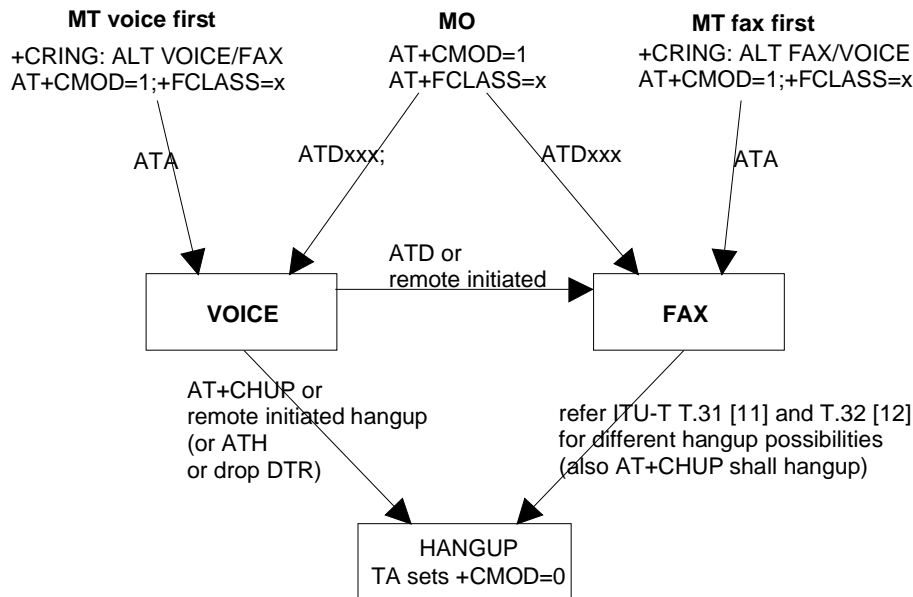 MT voice first
+CRING: ALT VOICE/FAX
AT+CMOD=1;+FCLASS=x
MO
AT+CMOD=1
AT+FCLASS=x
MT fax first
+CRING: ALT FAX/VOICE
AT+CMOD=1;+FCLASS=x
ATA
ATDxxx;
ATDxxx
ATA
ATD or
remote initiated
VOICE
FAX
AT+CHUP or
remote initiated hangup
(or ATH
or drop DTR)
refer ITU-T T.31 [11] and T.32 [12]
for different hangup possibilities
(also AT+CHUP shall hangup)
HANGUP
TA sets +CMOD=0